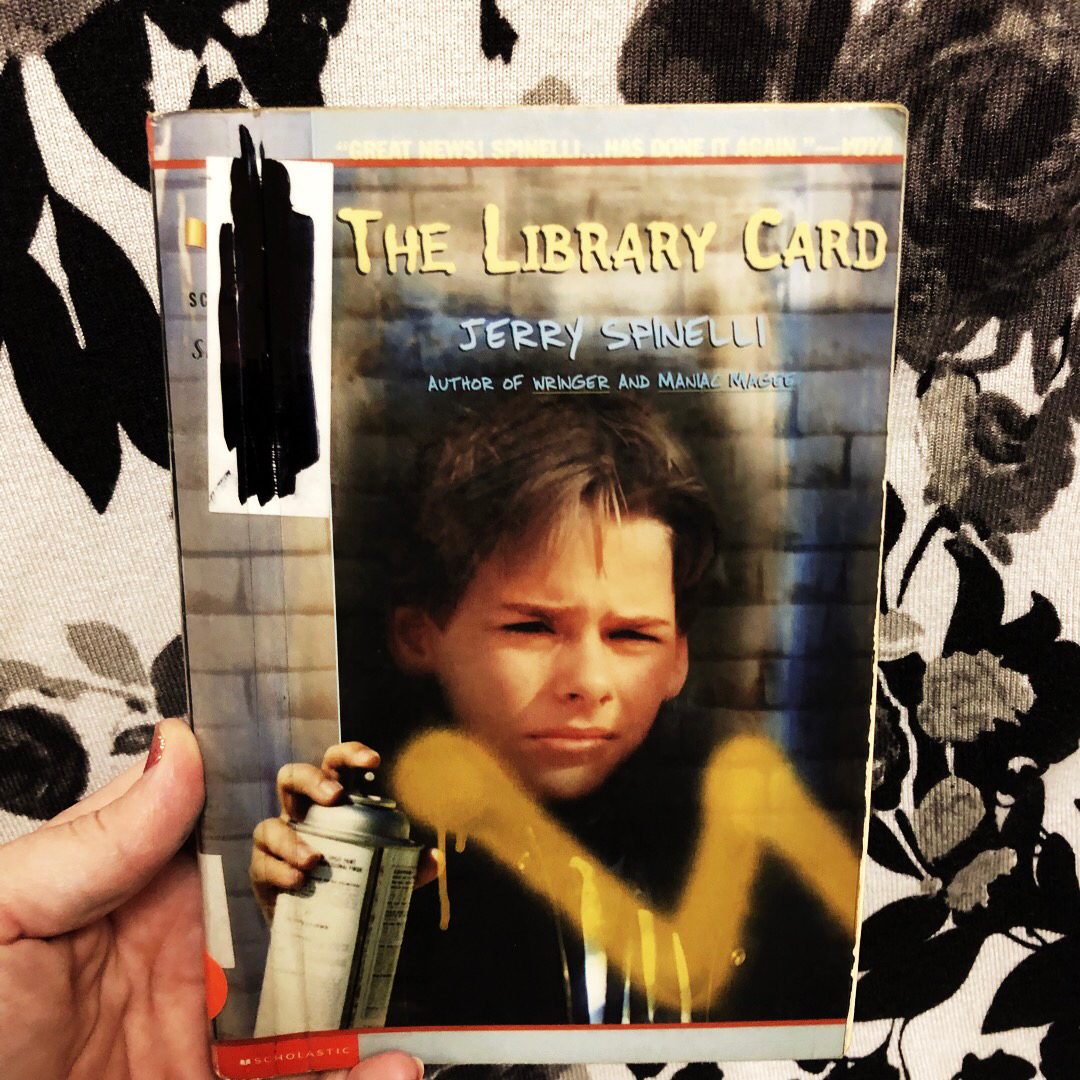 "GREAT NEWS! SPINELLI...HAS DONE IT AGAIN."—VOYA
THE LIBRARY CARD
JERRY SPINELLI
AUTHOR OF WRINGER AND MANIAC MAGEE
SC
S
SCHOLASTIC